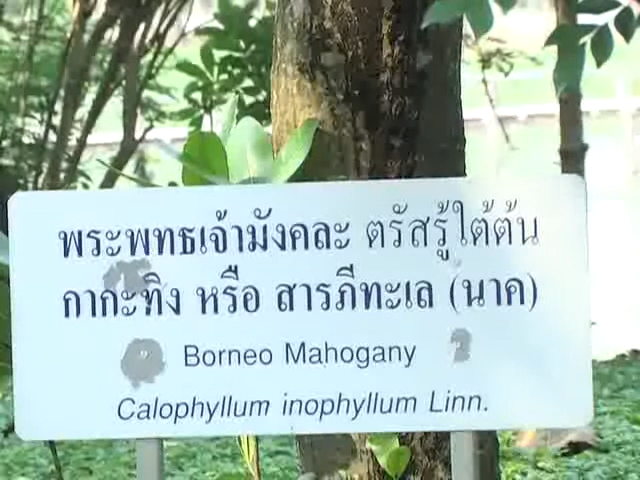 พระพุทธเจ้ามังคละ ตรัสรู้ใต้ต้น
กากะทิง หรือ สารภีทะเล (นาค)
Borneo Mahogany
Calophyllum inophyllum Linn.